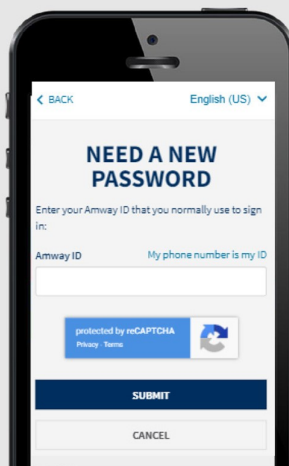 BACK English (US)
NEED A NEW
PASSWORD
Enter your Amway ID that you normally use to sign
in:
Amway ID My phone number is my ID
protected by reCAPTCHA
Privacy - Terms
SUBMIT
CANCEL